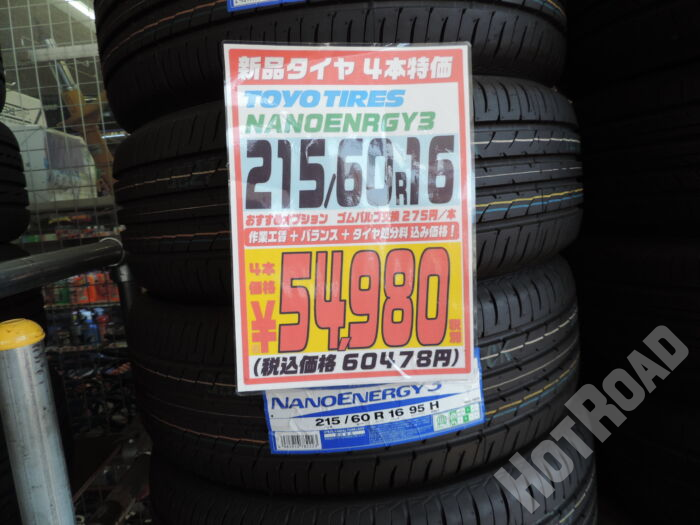 新品タイヤ 4本特価
TOYO TIRES
NANOENRGY3
215/60R16
おすすめオプション ゴムバルブ交換 275円/本
作業工賃+バランス+タイヤ処分料 込み価格!
4本価格 ¥54,980 税抜
(税込価格 60478円)
NANOENERGY3
215 / 60 R 16 95 H
HOTROAD